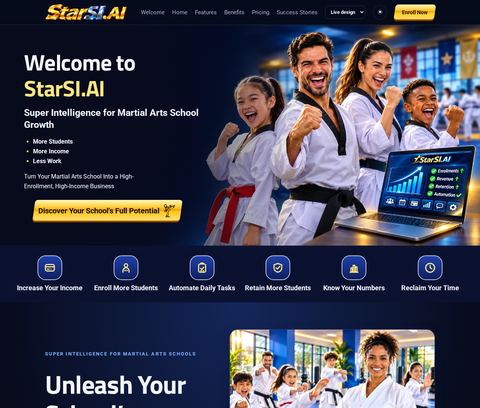 StarSI.AI
Welcome Home Features Benefits Pricing Success Stories Live design Enroll Now
Welcome to
StarSI.AI
Super Intelligence for Martial Arts School
Growth
• More Students
• More Income
• Less Work
Turn Your Martial Arts School Into a High-
Enrollment, High-Income Business
Discover Your School's Full Potential
StarSI.AI
Enrollments
Revenue
Retention
Automation
Increase Your Income
Enroll More Students
Automate Daily Tasks
Retain More Students
Know Your Numbers
Reclaim Your Time
SUPER INTELLIGENCE FOR MARTIAL ARTS SCHOOLS
Unleash Your